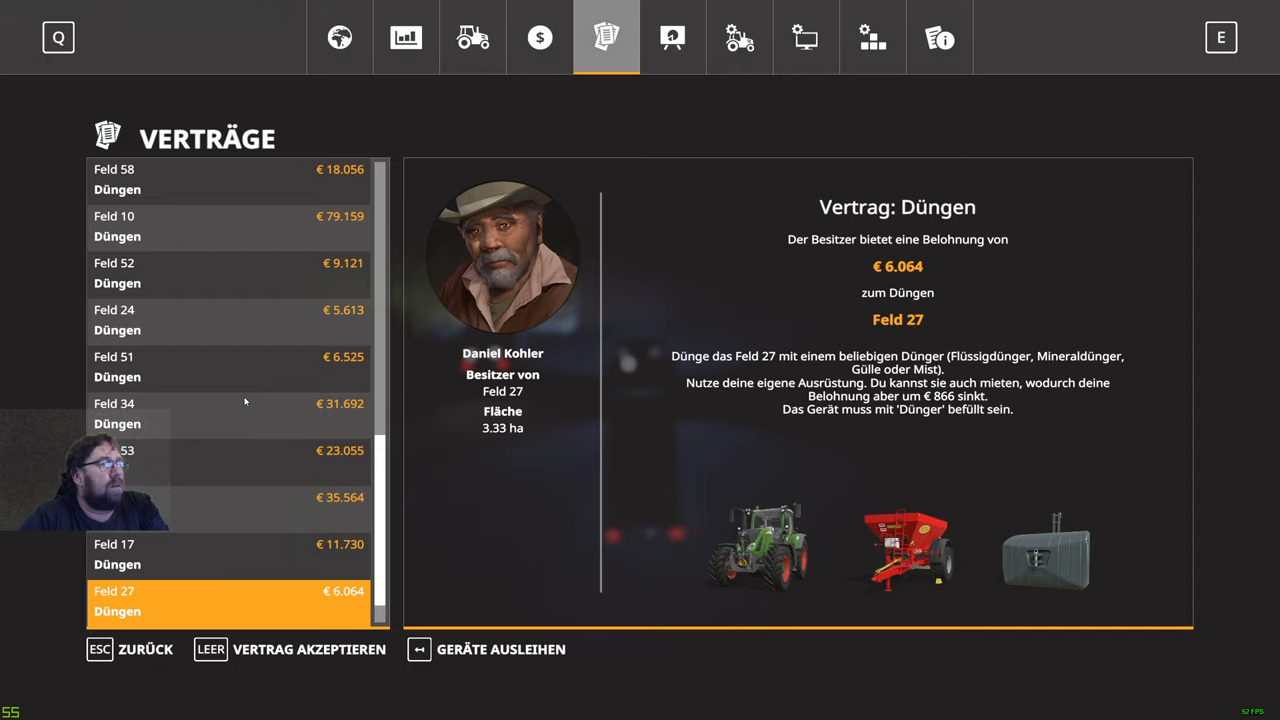 Q
E
VERTRÄGE
Feld 58 € 18.056
Düngen
Feld 10 € 79.159
Düngen
Feld 52 € 9.121
Düngen
Feld 24 € 5.613
Düngen
Feld 51 € 6.525
Düngen
Feld 34 € 31.692
Düngen
53 € 23.055
€ 35.564
Feld 17 € 11.730
Düngen
Feld 27 € 6.064
Düngen
Daniel Kohler
Besitzer von
Feld 27
Fläche
3.33 ha
Vertrag: Düngen
Der Besitzer bietet eine Belohnung von
€ 6.064
zum Düngen
Feld 27
Dünge das Feld 27 mit einem beliebigen Dünger (Flüssigdünger, Mineraldünger,
Gülle oder Mist).
Nutze deine eigene Ausrüstung. Du kannst sie auch mieten, wodurch deine
Belohnung aber um € 866 sinkt.
Das Gerät muss mit 'Dünger' befüllt sein.
ESC ZURÜCK LEER VERTRAG AKZEPTIEREN ↔ GERÄTE AUSLEIHEN
55
52 FPS